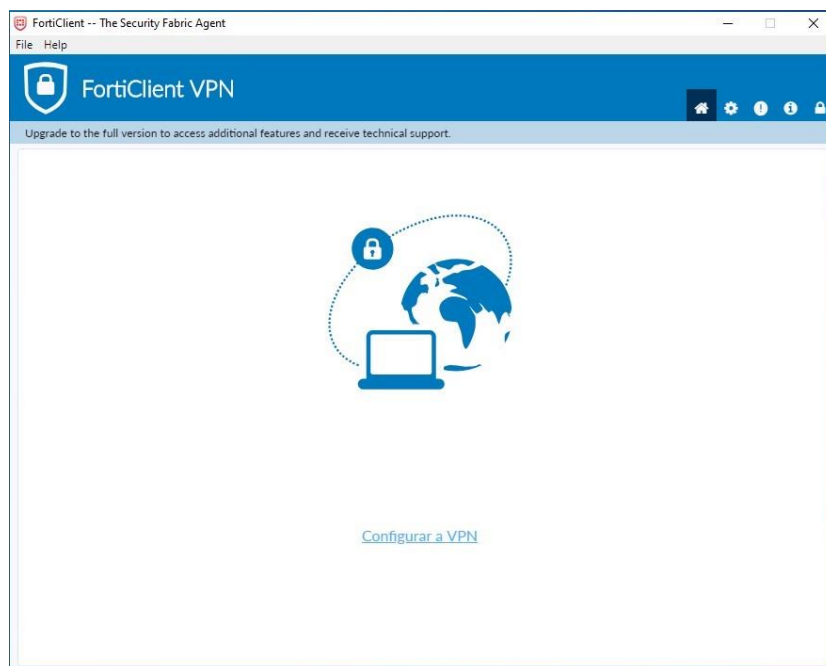 FortiClient -- The Security Fabric Agent
File Help
FortiClient VPN
Upgrade to the full version to access additional features and receive technical support.
Configurar a VPN